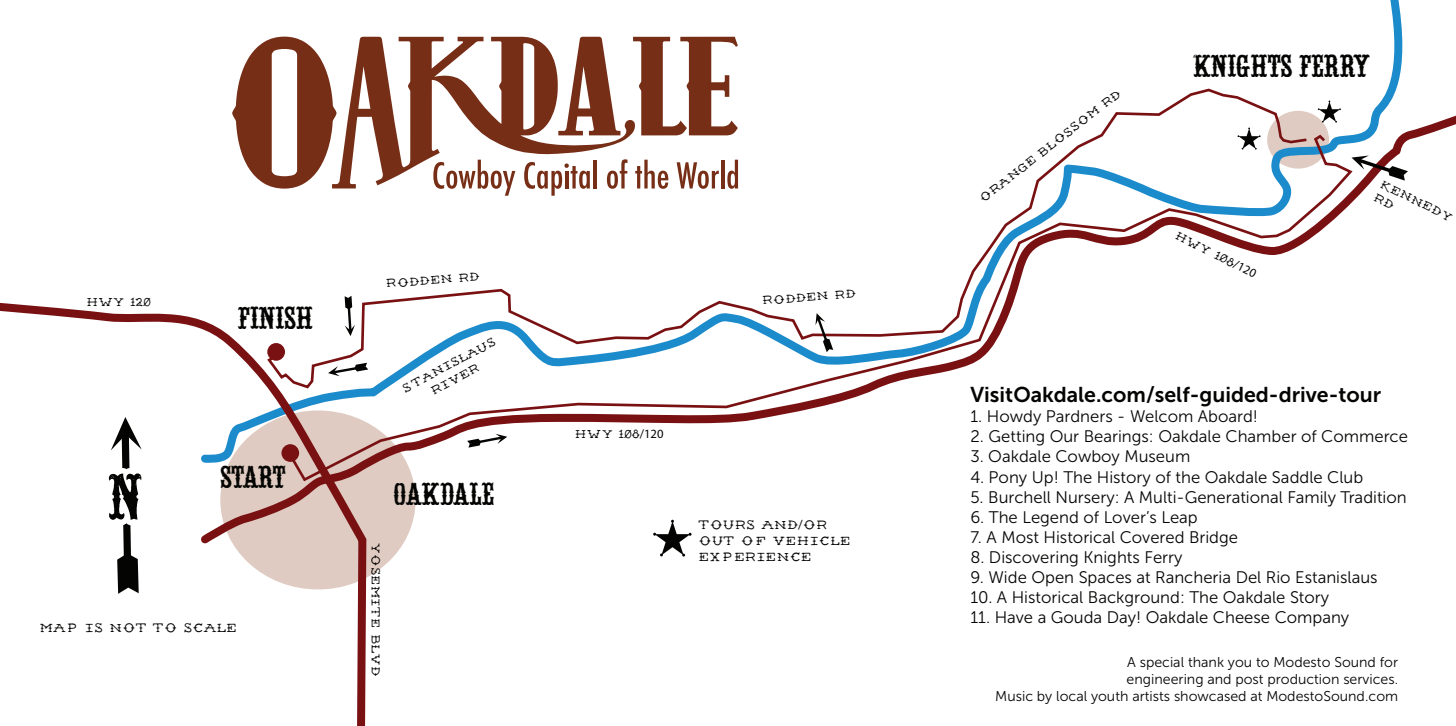 OAKDALE
Cowboy Capital of the World
KNIGHTS FERRY
ORANGE BLOSSOM RD
KENNEDY
RD
HWY 108/120
RODDEN RD
RODDEN RD
HWY 120
FINISH
STANISLAUS
RIVER
HWY 108/120
START
OAKDALE
N
YOSEMITE BLVD
MAP IS NOT TO SCALE
TOURS AND/OR
OUT OF VEHICLE
EXPERIENCE
VisitOakdale.com/self-guided-drive-tour
1. Howdy Pardners - Welcom Aboard!
2. Getting Our Bearings: Oakdale Chamber of Commerce
3. Oakdale Cowboy Museum
4. Pony Up! The History of the Oakdale Saddle Club
5. Burchell Nursery: A Multi-Generational Family Tradition
6. The Legend of Lover's Leap
7. A Most Historical Covered Bridge
8. Discovering Knights Ferry
9. Wide Open Spaces at Rancheria Del Rio Estanislaus
10. A Historical Background: The Oakdale Story
11. Have a Gouda Day! Oakdale Cheese Company
A special thank you to Modesto Sound for
engineering and post production services.
Music by local youth artists showcased at ModestoSound.com